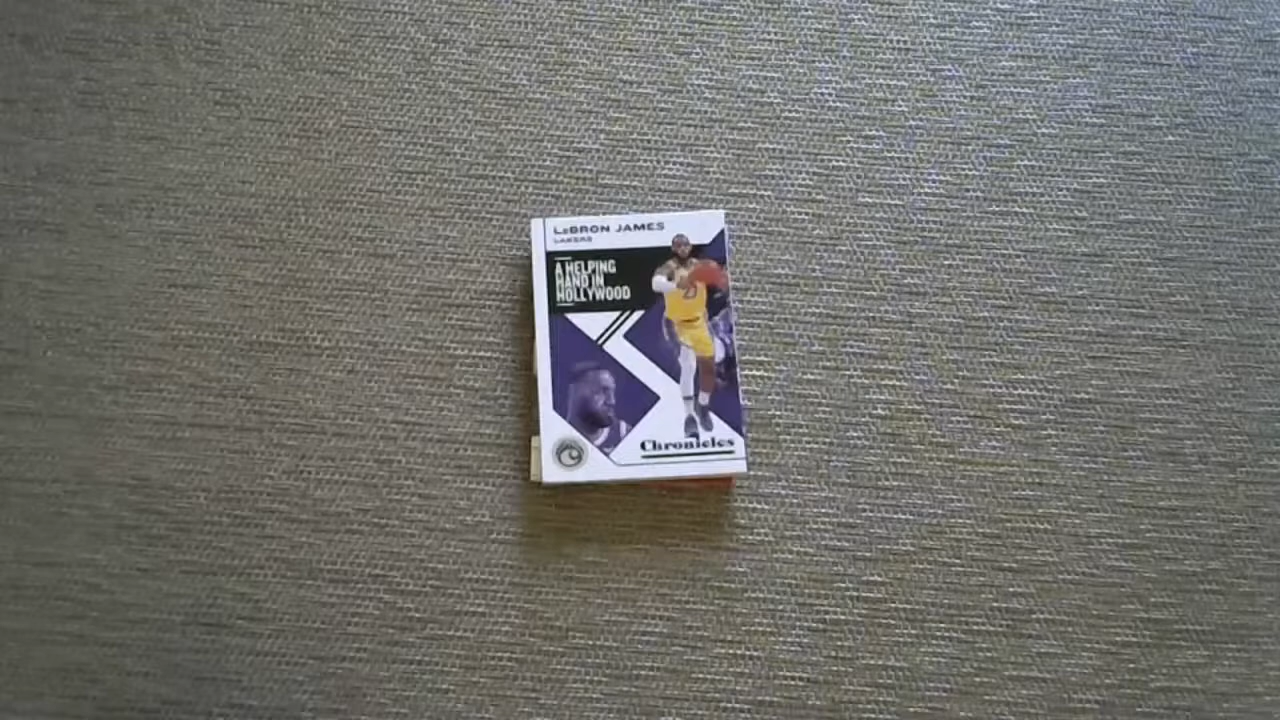 LeBRON JAMES
LAKERS
A HELPING
HAND IN
HOLLYWOOD
Chronicles